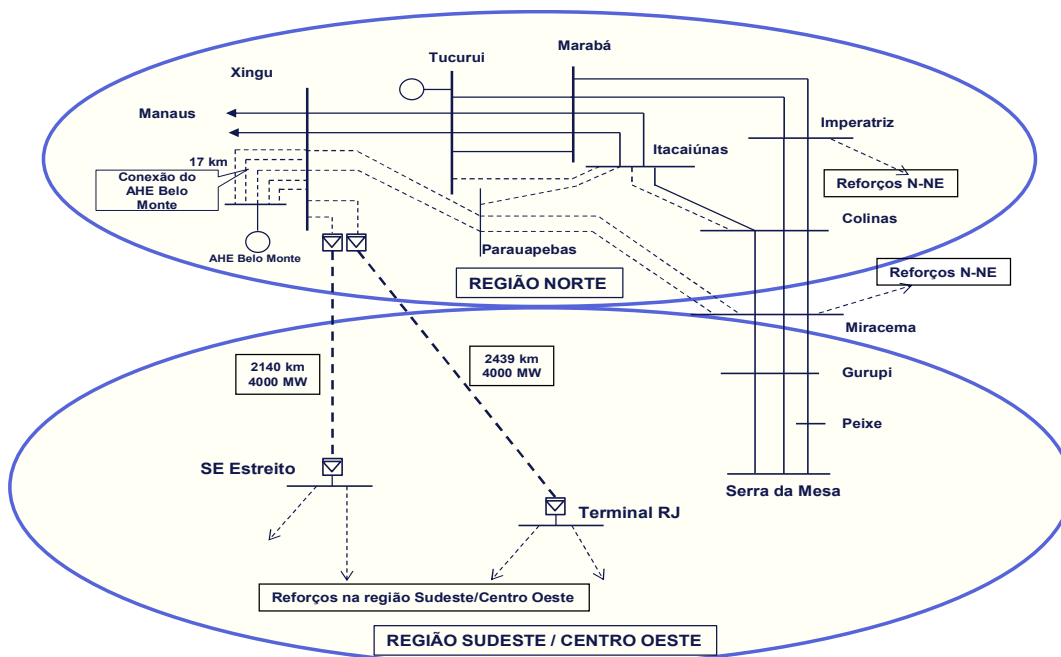 Marabá
Tucurui
Xingu
Manaus
Imperatriz
17 km
Conexão do
AHE Belo
Monte
Itacaiúnas
Reforços N-NE
Colinas
Parauapebas
AHE Belo Monte
REGIÃO NORTE
Reforços N-NE
Miracema
2140 km
4000 MW
2439 km
4000 MW
Gurupi
Peixe
SE Estreito
Serra da Mesa
Terminal RJ
Reforços na região Sudeste/Centro Oeste
REGIÃO SUDESTE / CENTRO OESTE